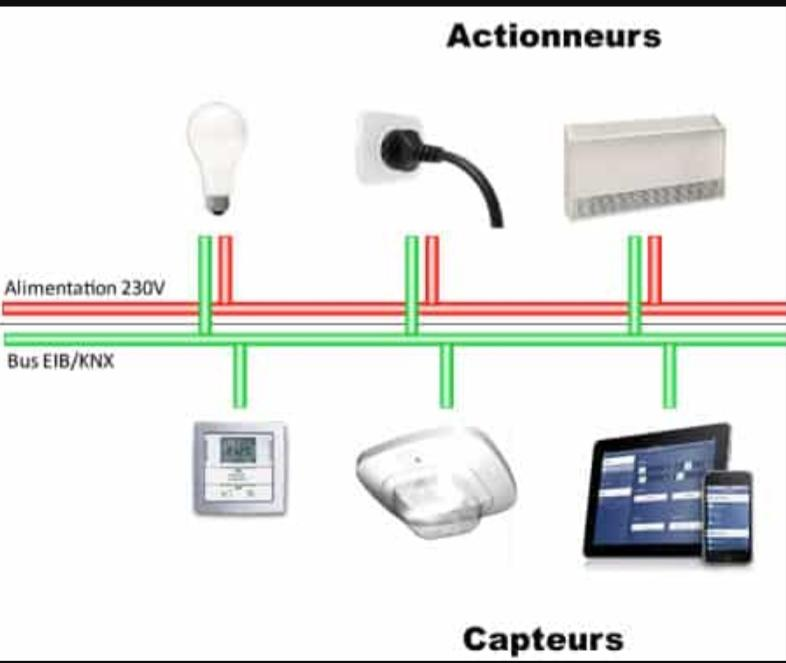 Actionneurs
Alimentation 230V
Bus EIB/KNX
Capteurs